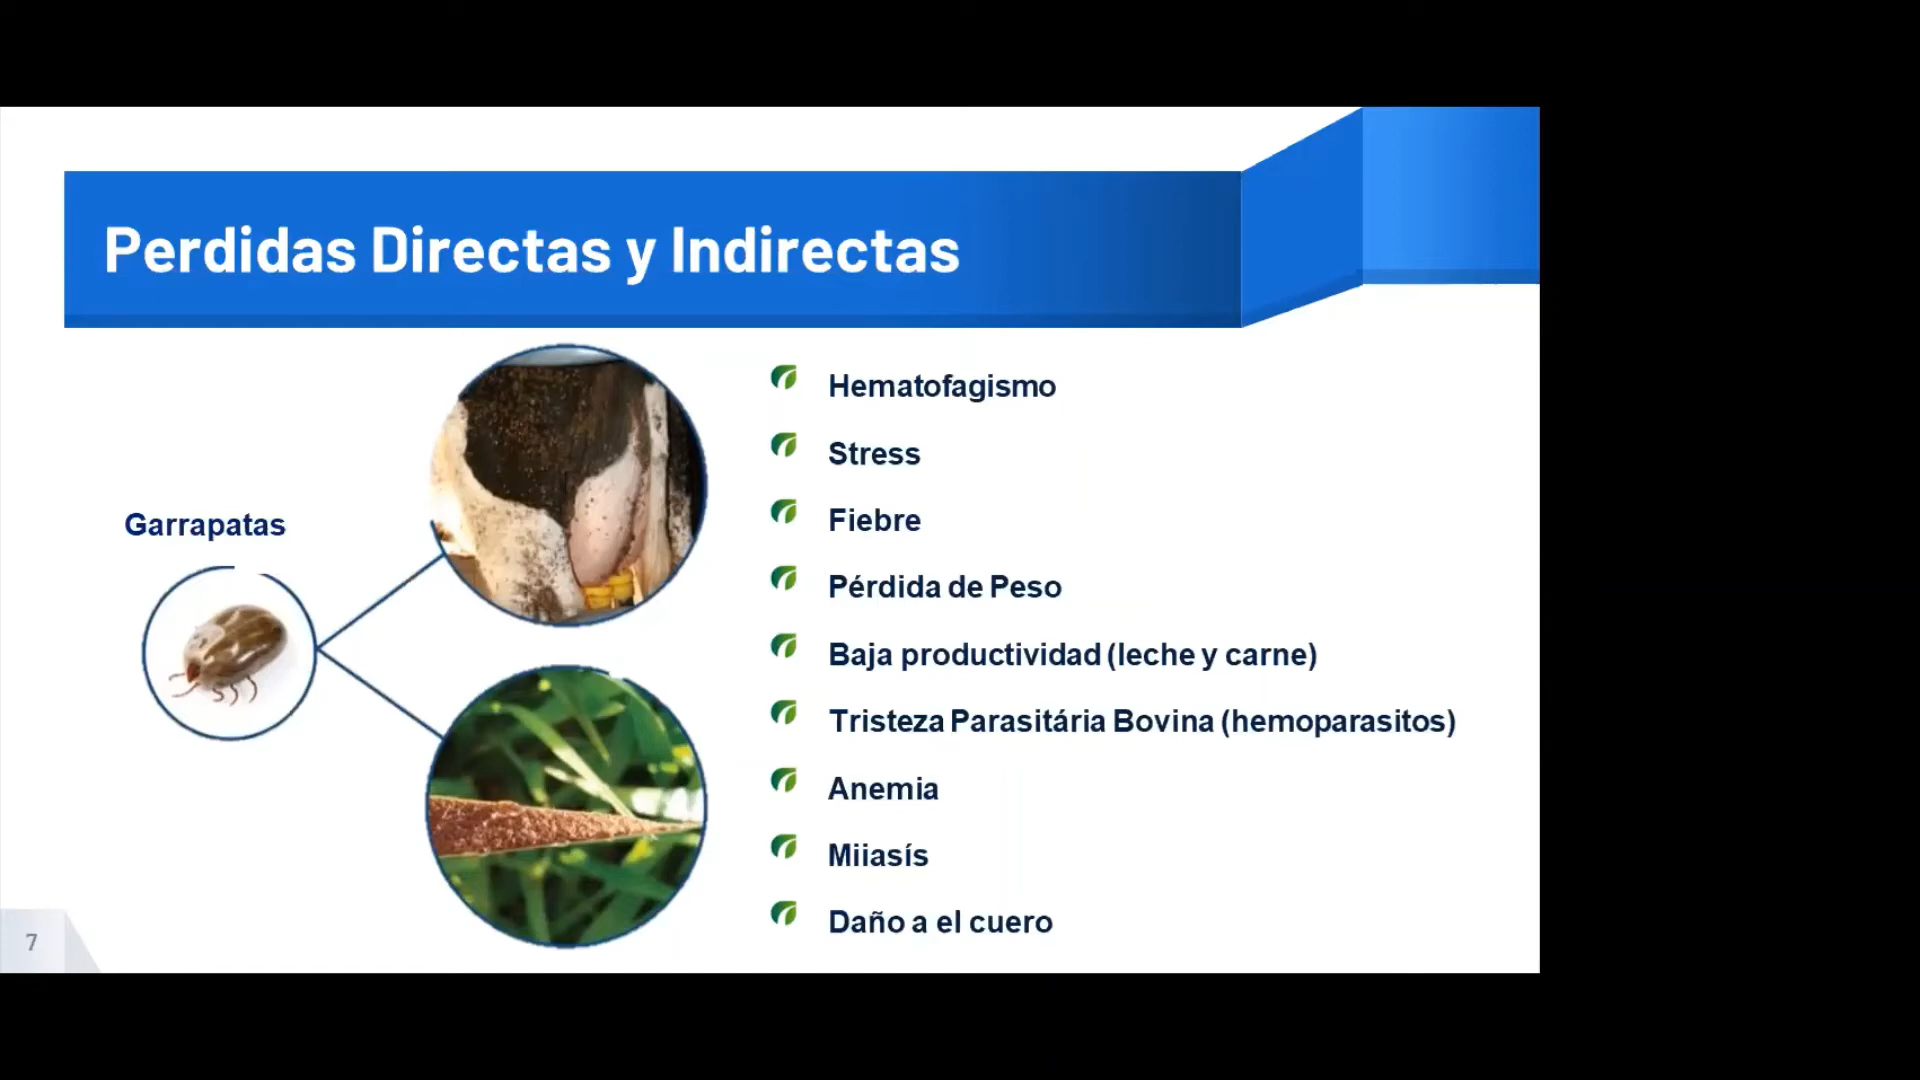 Perdidas Directas y Indirectas
Garrapatas
Hematofagismo
Stress
Fiebre
Pérdida de Peso
Baja productividad (leche y carne)
Tristeza Parasitária Bovina (hemoparasitos)
Anemia
Miiasís
Daño a el cuero
7